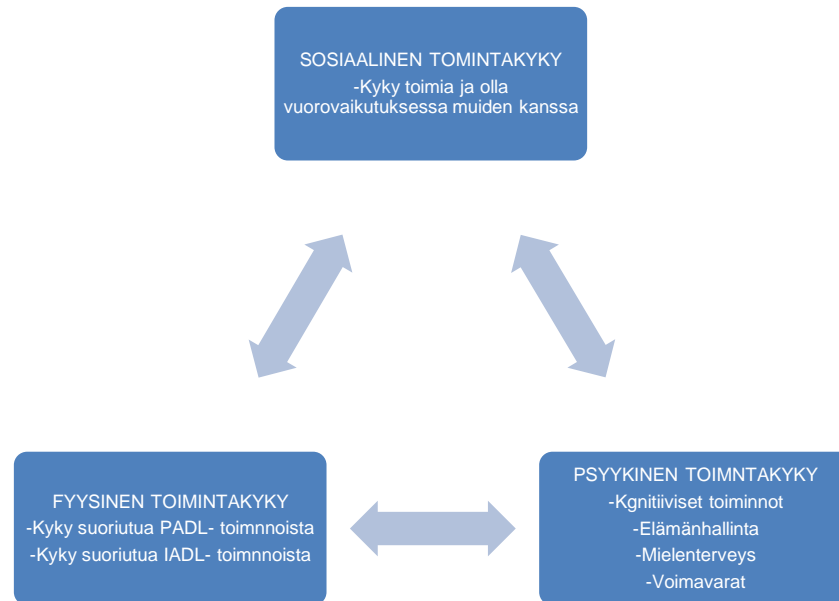 SOSIAALINEN TOMINTAKYKY
-Kyky toimia ja olla
vuorovaikutuksessa muiden kanssa
FYYSINEN TOIMINTAKYKY
-Kyky suoriutua PADL- toimnnoista
-Kyky suoriutua IADL- toimnnoista
PSYYKINEN TOIMNTAKYKY
-Kgnitiiviset toiminnot
-Elämänhallinta
-Mielenterveys
-Voimavarat